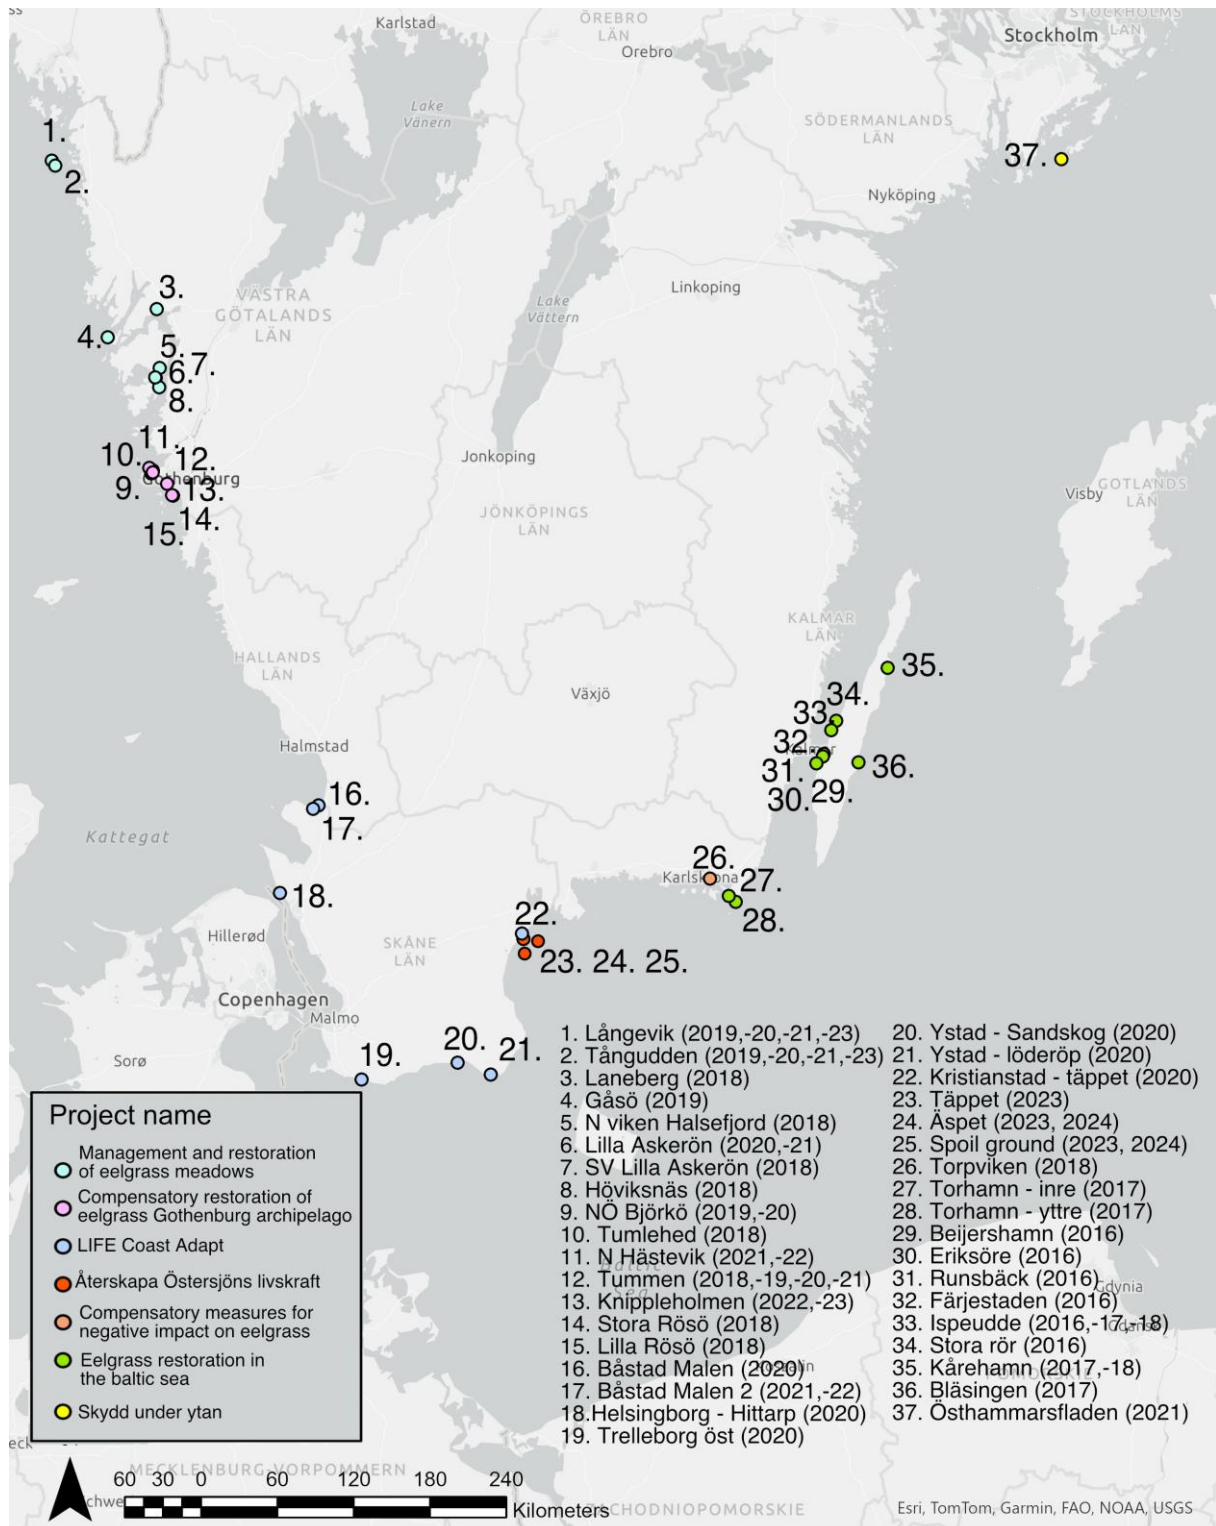 ss
Karlstad
ÖREBRO
LÄN
Orebro
STOCKHOLMS
LÄN
Stockholm
Lake
Vänern
SÖDERMANLANDS
LÄN
1.
2.
37.
Nyköping
Linkoping
3.
VÄSTRA
GÖTALANDS
LÄN
Lake
Vättern
4.
5.
6.
7.
8.
11.
10.
12.
Gothenburg
9.
13.
14.
15.
Jonkoping
JÖNKÖPINGS
LÄN
Visby
GOTLANDS
LÄN
KALMAR
LÄN
HALLANDS
LÄN
Växjö
35.
34.
33.
32.
Kalmar
31.
36.
30.
29.
Halmstad
16.
17.
Kattegat
26.
Karlskrona
27.
28.
18.
22.
Hillerød
SKÅNE
LÄN
23. 24. 25.
Copenhagen
Malmo
Sorø
19.
20.
21.
Project name
Management and restoration
of eelgrass meadows
Compensatory restoration of
eelgrass Gothenburg archipelago
LIFE Coast Adapt
Återskapa Östersjöns livskraft
Compensatory measures for
negative impact on eelgrass
Eelgrass restoration in
the baltic sea
Skydd under ytan
1. Långevik (2019,-20,-21,-23)
2. Tångudden (2019,-20,-21,-23)
3. Laneberg (2018)
4. Gåsö (2019)
5. N viken Halsefjord (2018)
6. Lilla Askerön (2020,-21)
7. SV Lilla Askerön (2018)
8. Höviksnäs (2018)
9. NÖ Björkö (2019,-20)
10. Tumlehed (2018)
11. N Hästevik (2021,-22)
12. Tummen (2018,-19,-20,-21)
13. Knippleholmen (2022,-23)
14. Stora Rösö (2018)
15. Lilla Rösö (2018)
16. Båstad Malen (2020)
17. Båstad Malen 2 (2021,-22)
18.Helsingborg - Hittarp (2020)
19. Trelleborg öst (2020)
20. Ystad - Sandskog (2020)
21. Ystad - löderöp (2020)
22. Kristianstad - täppet (2020)
23. Täppet (2023)
24. Äspet (2023, 2024)
25. Spoil ground (2023, 2024)
26. Torpviken (2018)
27. Torhamn - inre (2017)
28. Torhamn - yttre (2017)
29. Beijershamn (2016)
30. Eriksöre (2016)
31. Runsbäck (2016)
32. Färjestaden (2016)
33. Ispeudde (2016,-17,-18)
34. Stora rör (2016)
35. Kårehamn (2017,-18)
36. Bläsingen (2017)
37. Östhammarsfladen (2021)
Baltic
Sea
Gdynia
Gdańsk
Koszalin
POMORSKIE
eck
MECKLENBURG-VORPOMMERN
Schwe
ZACHODNIOPOMORSKIE
60 30 0 60 120 180 240
Kilometers
Esri, TomTom, Garmin, FAO, NOAA, USGS